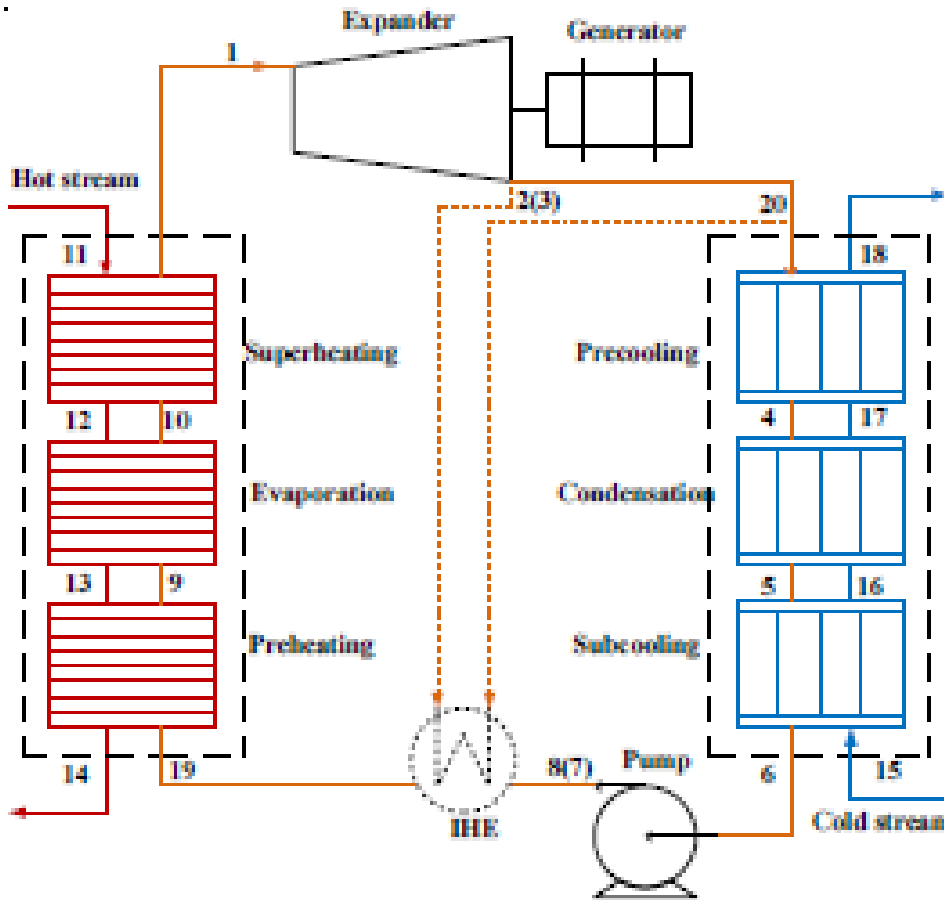 Expander
Generator
1
Hot stream
2(3)
20
11
18
Superheating
Precooling
12
10
4
17
Evaporation
Condensation
13
9
5
16
Preheating
Subcooling
14
19
8(7)
Pump
6
15
IHE
Cold stream